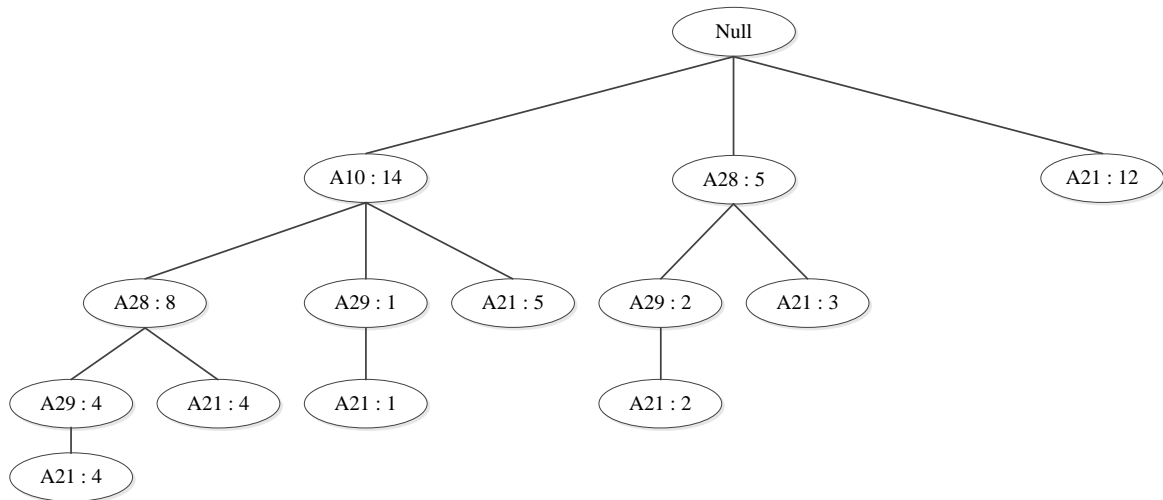 Null
A10 : 14
A28 : 5
A21 : 12
A28 : 8
A29 : 1
A21 : 5
A29 : 2
A21 : 3
A29 : 4
A21 : 4
A21 : 1
A21 : 2
A21 : 4